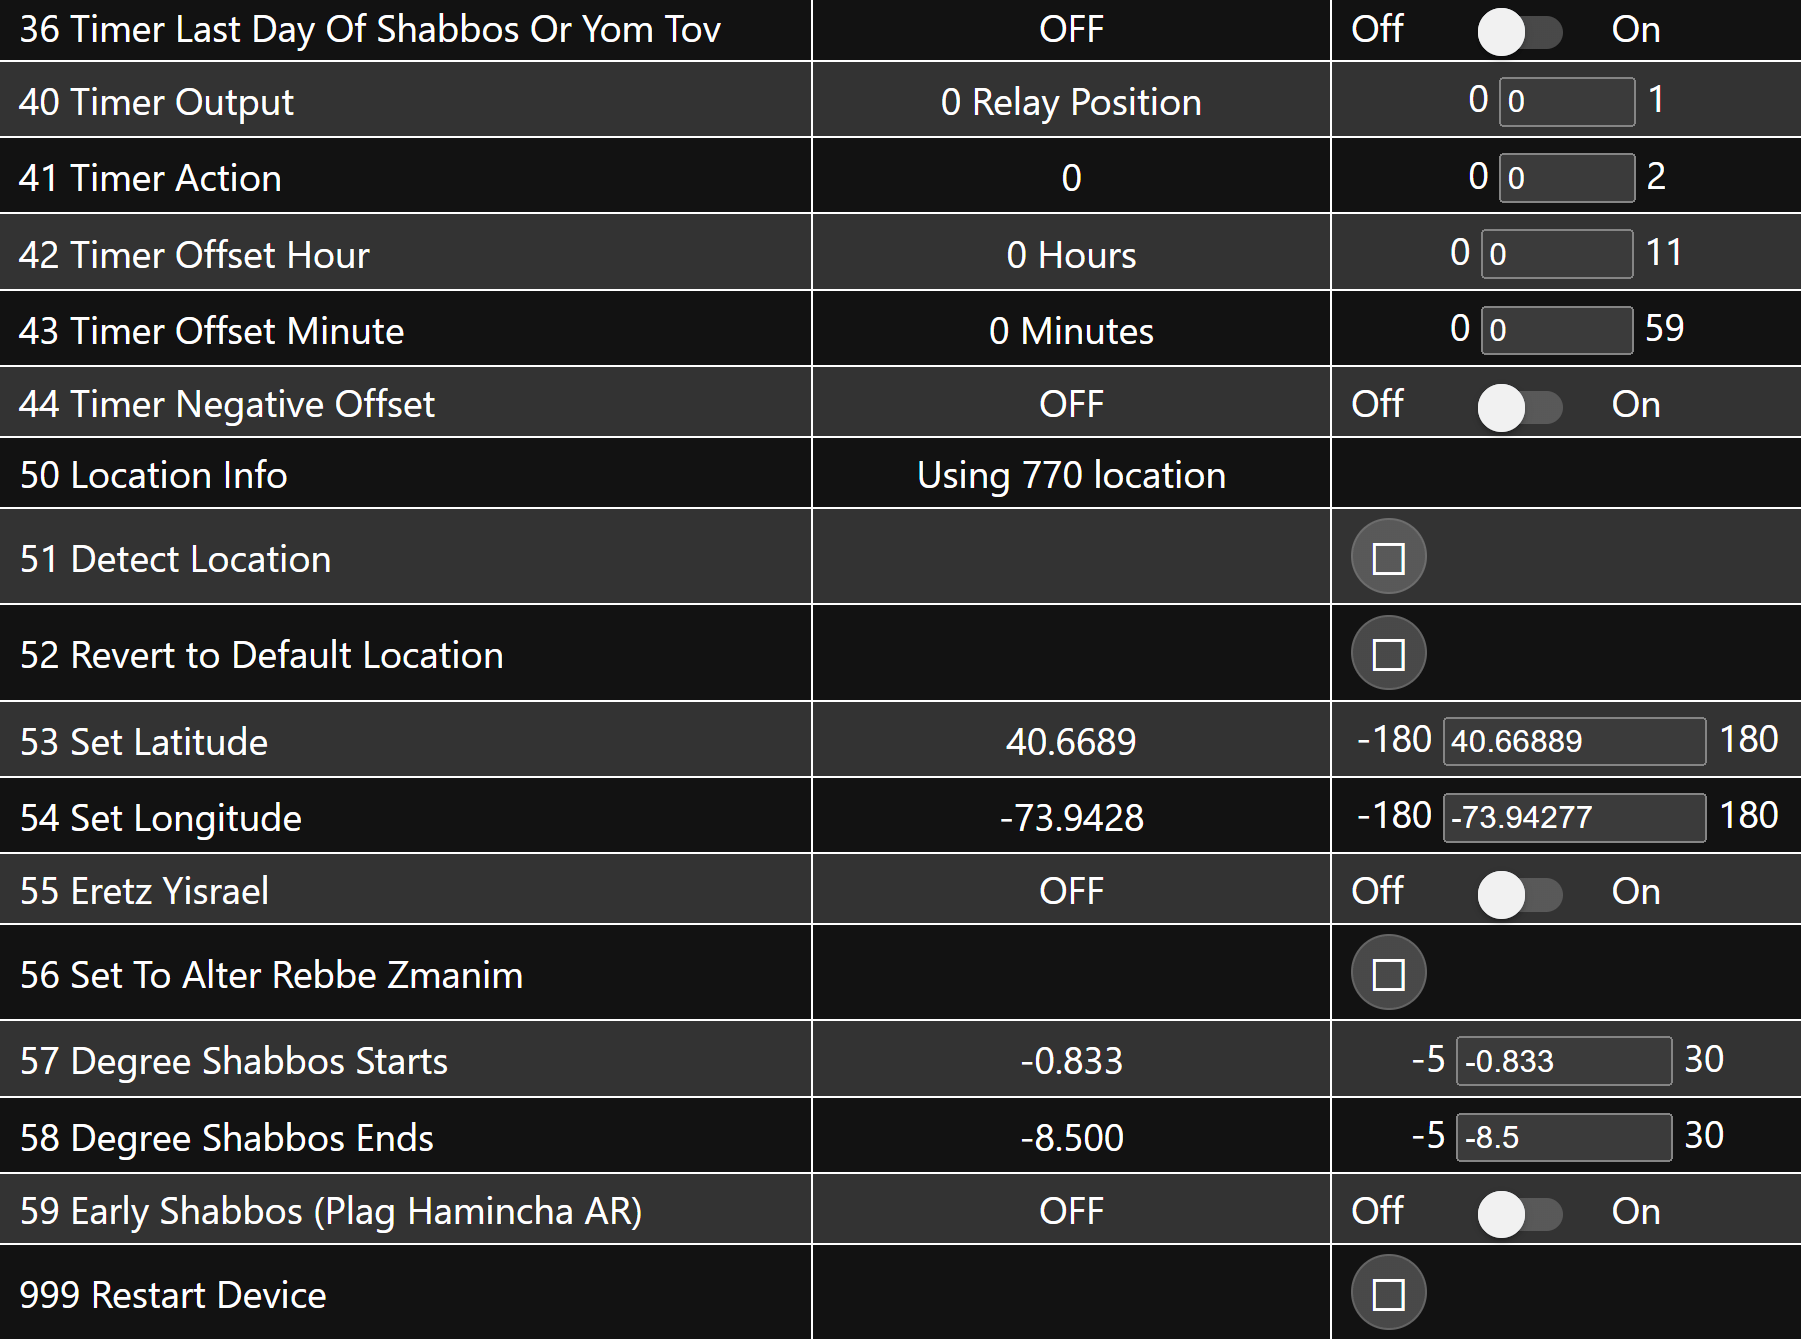 36 Timer Last Day Of Shabbos Or Yom Tov OFF Off On
40 Timer Output 0 Relay Position 0 0 1
41 Timer Action 0 0 0 2
42 Timer Offset Hour 0 Hours 0 0 11
43 Timer Offset Minute 0 Minutes 0 0 59
44 Timer Negative Offset OFF Off On
50 Location Info Using 770 location
51 Detect Location
52 Revert to Default Location
53 Set Latitude 40.6689 -180 40.66889 180
54 Set Longitude -73.9428 -180 -73.94277 180
55 Eretz Yisrael OFF Off On
56 Set To Alter Rebbe Zmanim
57 Degree Shabbos Starts -0.833 -5 -0.833 30
58 Degree Shabbos Ends -8.500 -5 -8.5 30
59 Early Shabbos (Plag Hamincha AR) OFF Off On
999 Restart Device